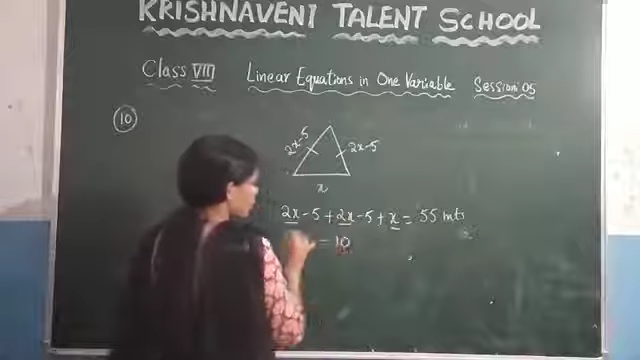 KRISHNAVENI TALENT SCHOOL
Class VIII Linear Equations in One Variable Session 05
10
2x-5 2x-5
x
2x-5+2x-5+x = 55 mts
= 10